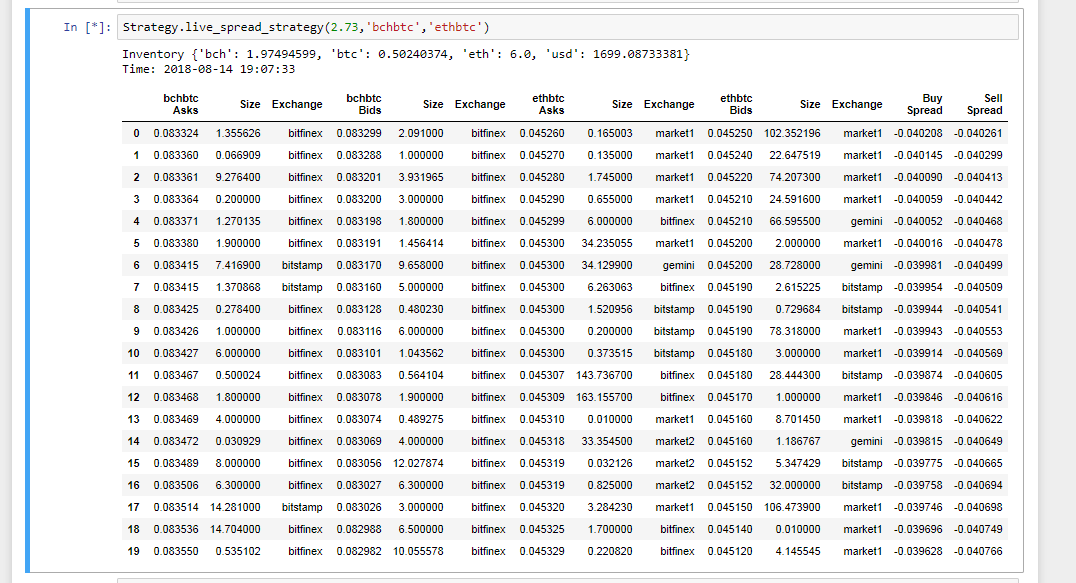 In [*]: Strategy.live_spread_strategy(2.73,'bchbtc','ethbtc')
Inventory {'bch': 1.97494599, 'btc': 0.50240374, 'eth': 6.0, 'usd': 1699.08733381}
Time: 2018-08-14 19:07:33
bchbtc Asks Size Exchange bchbtc Bids Size Exchange ethbtc Asks Size Exchange ethbtc Bids Size Exchange Buy Spread Sell Spread
0 0.083324 1.355626 bitfinex 0.083299 2.091000 bitfinex 0.045260 0.165003 market1 0.045250 102.352196 market1 -0.040208 -0.040261
1 0.083360 0.066909 bitfinex 0.083288 1.000000 bitfinex 0.045270 0.135000 market1 0.045240 22.647519 market1 -0.040145 -0.040299
2 0.083361 9.276400 bitfinex 0.083201 3.931965 bitfinex 0.045280 1.745000 market1 0.045220 74.207300 market1 -0.040090 -0.040413
3 0.083364 0.200000 bitfinex 0.083200 3.000000 bitfinex 0.045290 0.655000 market1 0.045210 24.591600 market1 -0.040059 -0.040442
4 0.083371 1.270135 bitfinex 0.083198 1.800000 bitfinex 0.045299 6.000000 bitfinex 0.045210 66.595500 gemini -0.040052 -0.040468
5 0.083380 1.900000 bitfinex 0.083191 1.456414 bitfinex 0.045300 34.235055 market1 0.045200 2.000000 market1 -0.040016 -0.040478
6 0.083415 7.416900 bitstamp 0.083170 9.658000 bitfinex 0.045300 34.129900 gemini 0.045200 28.728000 gemini -0.039981 -0.040499
7 0.083415 1.370868 bitstamp 0.083160 5.000000 bitfinex 0.045300 6.263063 bitfinex 0.045190 2.615225 bitstamp -0.039954 -0.040509
8 0.083425 0.278400 bitfinex 0.083128 0.480230 bitfinex 0.045300 1.520956 bitstamp 0.045190 0.729684 bitstamp -0.039944 -0.040541
9 0.083426 1.000000 bitfinex 0.083116 6.000000 bitfinex 0.045300 0.200000 bitstamp 0.045190 78.318000 market1 -0.039943 -0.040553
10 0.083427 6.000000 bitfinex 0.083101 1.043562 bitfinex 0.045300 0.373515 bitstamp 0.045180 3.000000 market1 -0.039914 -0.040569
11 0.083467 0.500024 bitfinex 0.083083 0.564104 bitfinex 0.045307 143.736700 bitfinex 0.045180 28.444300 bitstamp -0.039874 -0.040605
12 0.083468 1.800000 bitfinex 0.083078 1.900000 bitfinex 0.045309 163.155700 bitfinex 0.045170 1.000000 market1 -0.039846 -0.040616
13 0.083469 4.000000 bitfinex 0.083074 0.489275 bitfinex 0.045310 0.010000 market1 0.045160 8.701450 market1 -0.039818 -0.040622
14 0.083472 0.030929 bitfinex 0.083069 4.000000 bitfinex 0.045318 33.354500 market2 0.045160 1.186767 gemini -0.039815 -0.040649
15 0.083489 8.000000 bitfinex 0.083056 12.027874 bitfinex 0.045319 0.032126 market2 0.045152 5.347429 bitstamp -0.039775 -0.040665
16 0.083506 6.300000 bitfinex 0.083027 6.300000 bitfinex 0.045319 0.825000 market2 0.045152 32.000000 bitstamp -0.039758 -0.040694
17 0.083514 14.281000 bitstamp 0.083026 3.000000 bitfinex 0.045320 3.284230 market1 0.045150 106.473900 market1 -0.039746 -0.040698
18 0.083536 14.704000 bitfinex 0.082988 6.500000 bitfinex 0.045325 1.700000 bitfinex 0.045140 0.010000 market1 -0.039696 -0.040749
19 0.083550 0.535102 bitfinex 0.082982 10.055578 bitfinex 0.045329 0.220820 bitfinex 0.045120 4.145545 market1 -0.039628 -0.040766